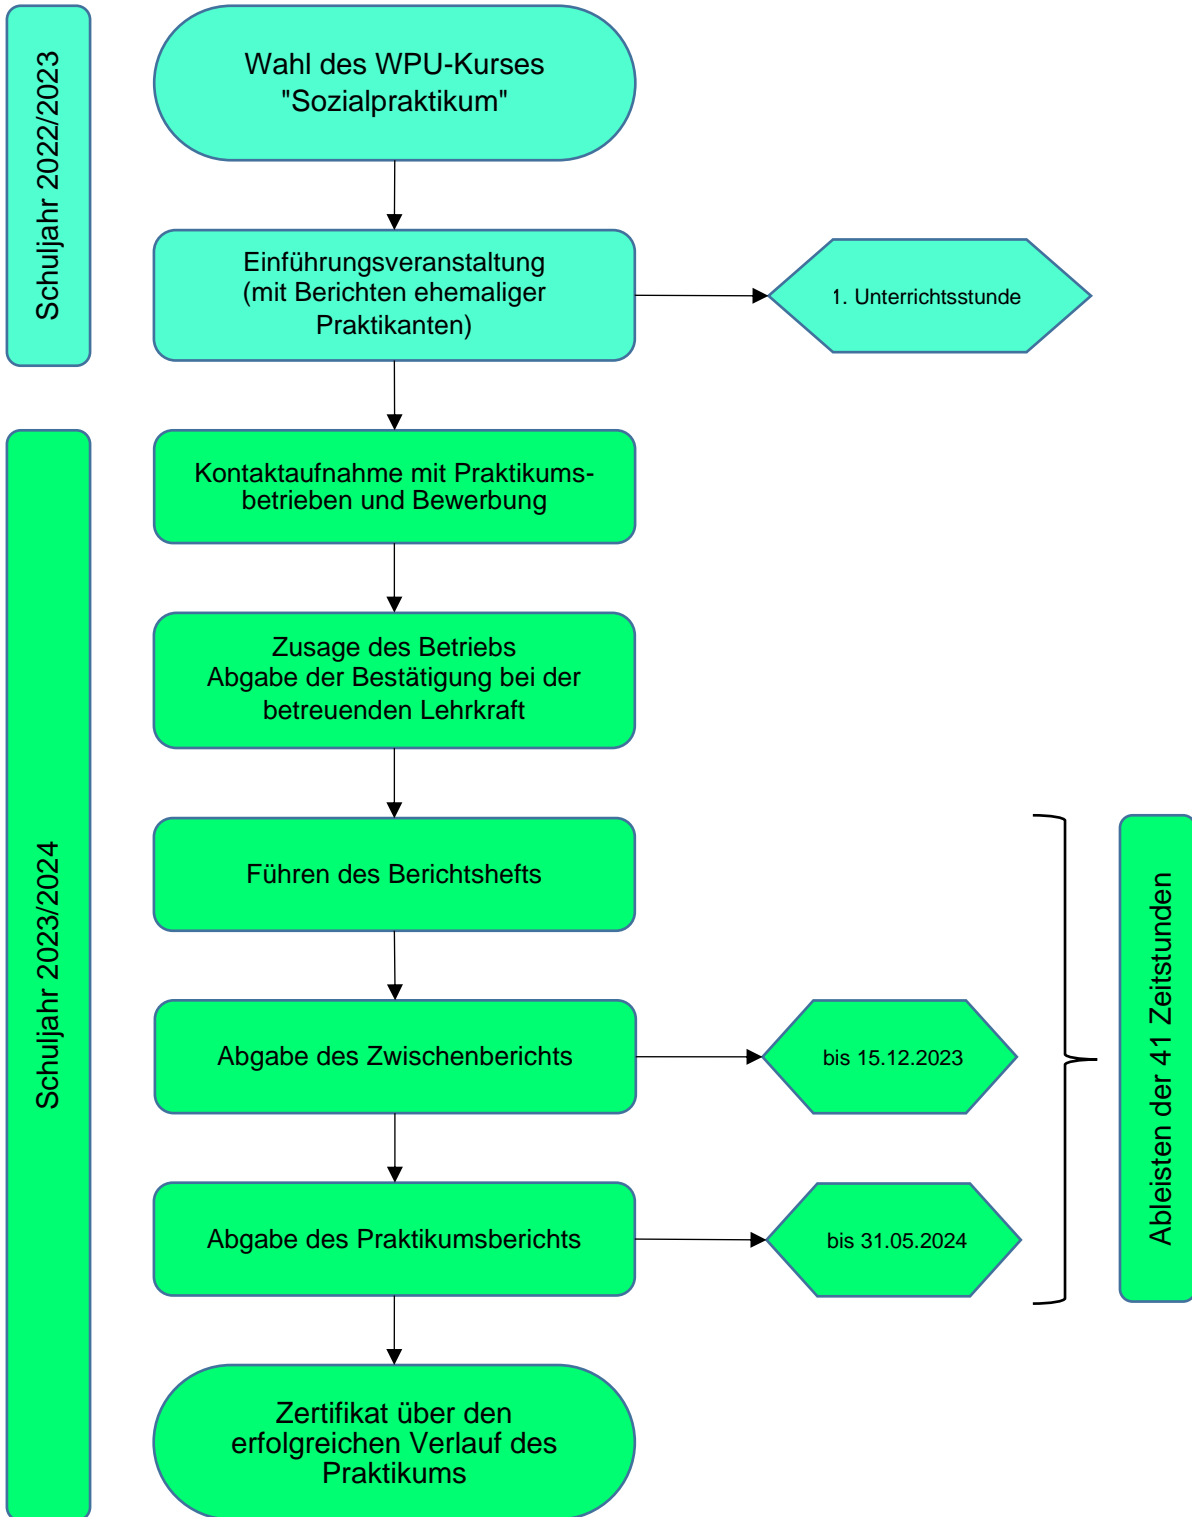 Schuljahr 2022/2023
Wahl des WPU-Kurses
"Sozialpraktikum"
Einführungsveranstaltung
(mit Berichten ehemaliger
Praktikanten)
1. Unterrichtsstunde
Schuljahr 2023/2024
Kontaktaufnahme mit Praktikums-
betrieben und Bewerbung
Zusage des Betriebs
Abgabe der Bestätigung bei der
betreuenden Lehrkraft
Führen des Berichtshefts
Abgabe des Zwischenberichts
bis 15.12.2023
Abgabe des Praktikumsberichts
bis 31.05.2024
Ableisten der 41 Zeitstunden
Zertifikat über den
erfolgreichen Verlauf des
Praktikums